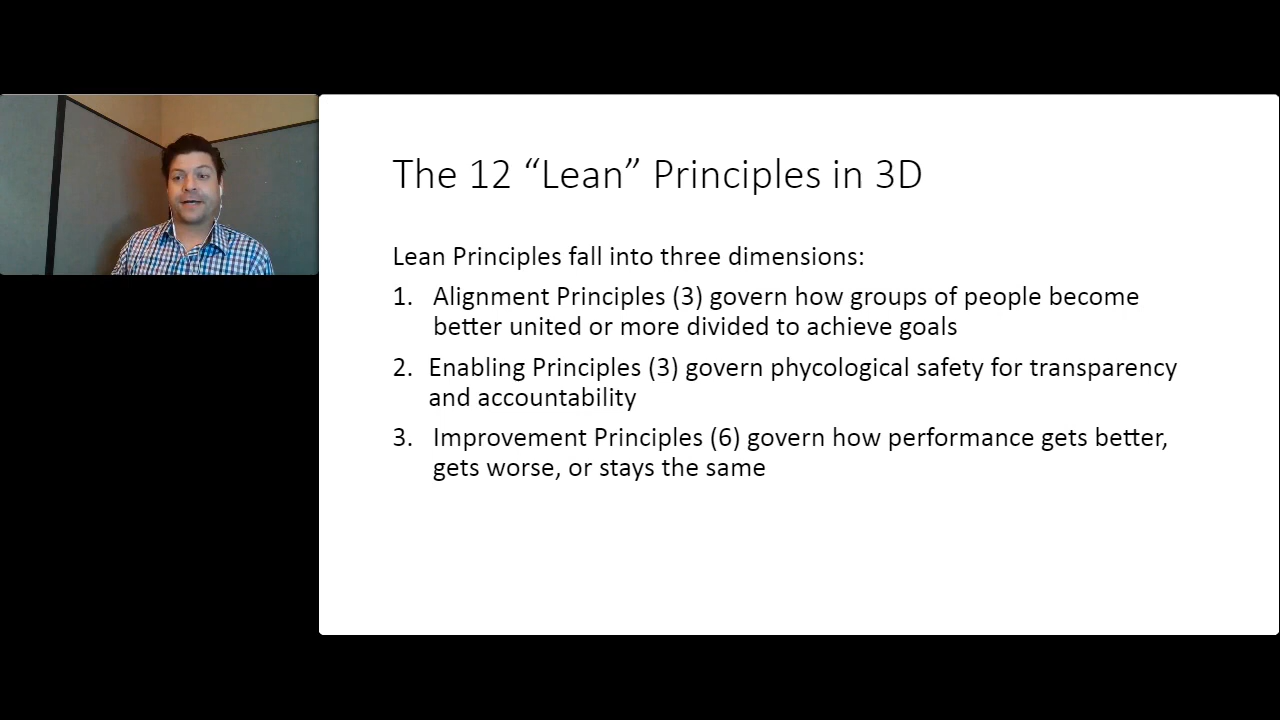 The 12 “Lean” Principles in 3D
Lean Principles fall into three dimensions:
1. Alignment Principles (3) govern how groups of people become
better united or more divided to achieve goals
2. Enabling Principles (3) govern phycological safety for transparency
and accountability
3. Improvement Principles (6) govern how performance gets better,
gets worse, or stays the same